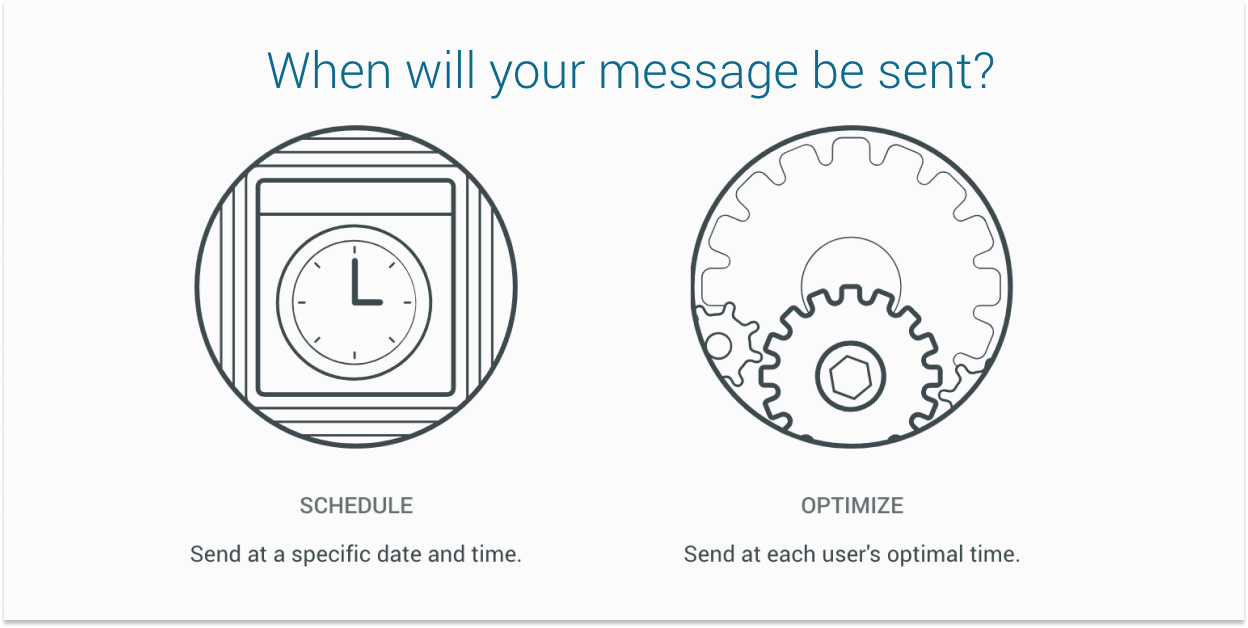 When will your message be sent?
SCHEDULE
Send at a specific date and time.
OPTIMIZE
Send at each user's optimal time.